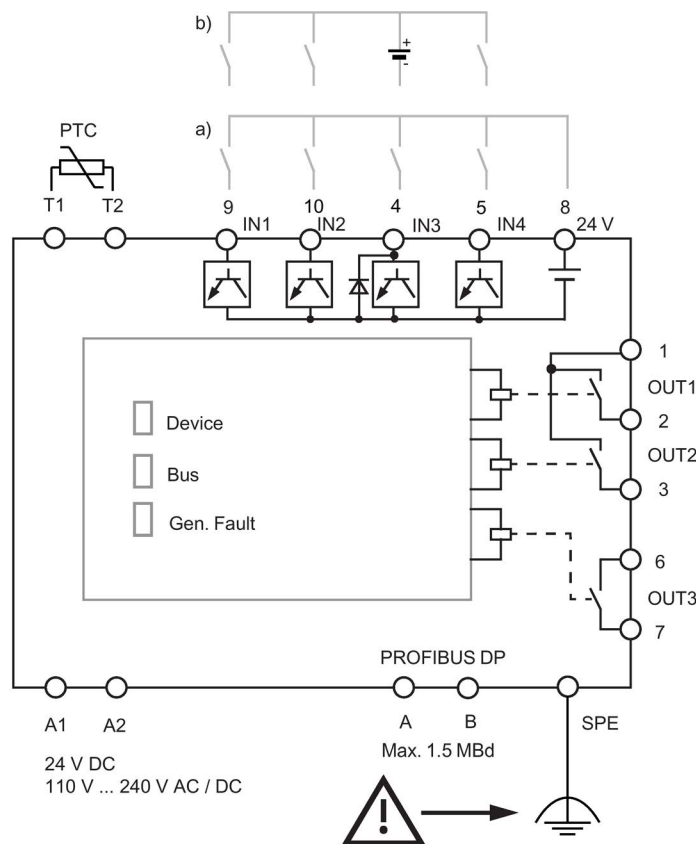 b)
+
-
a)
PTC
T1 T2
9 IN1 10 IN2 4 IN3 5 IN4 8 24 V
1
OUT1
2
OUT2
3
Device
Bus
Gen. Fault
6
OUT3
7
PROFIBUS DP
A1 A2 A B SPE
Max. 1.5 MBd
24 V DC
110 V ... 240 V AC / DC
!